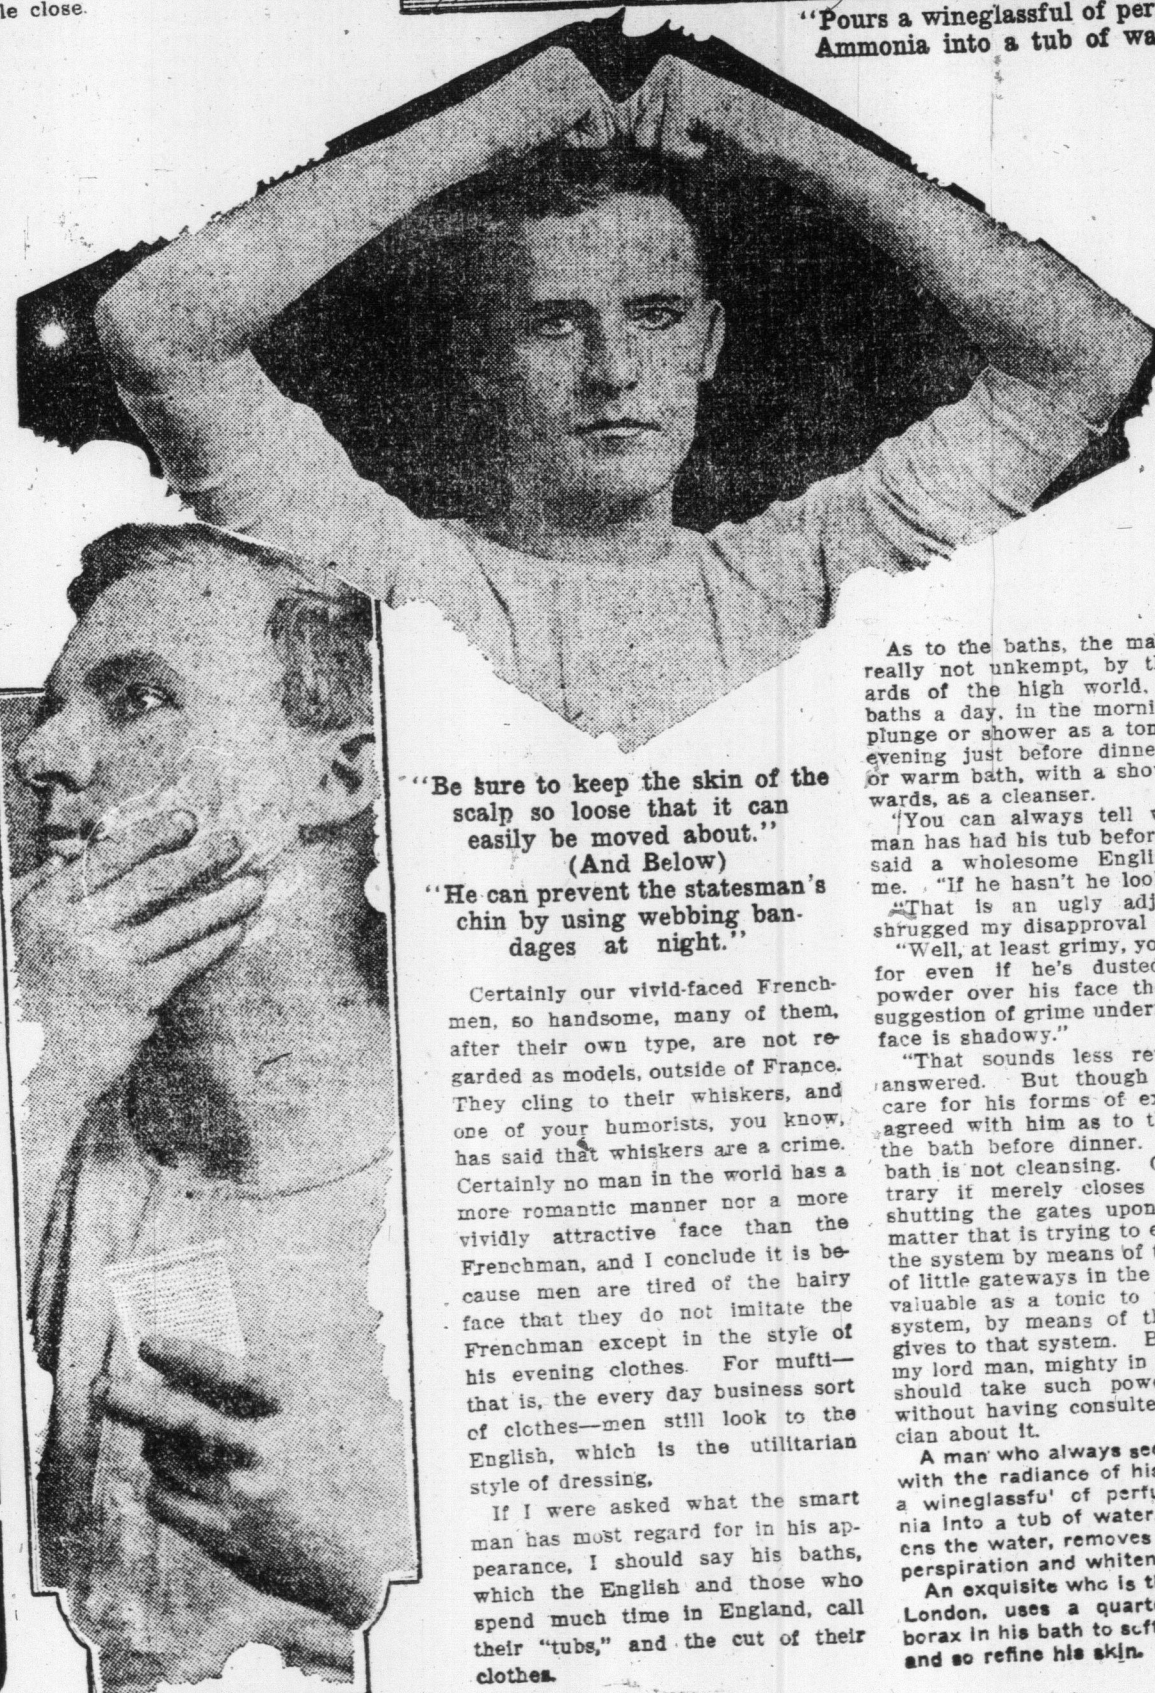 le close.
"Pours a wineglassful of per
Ammonia into a tub of wa
"Be sure to keep the skin of the
scalp so loose that it can
easily be moved about."
(And Below)
"He can prevent the statesman's
chin by using webbing ban-
dages at night."
Certainly our vivid-faced French-
men, so handsome, many of them,
after their own type, are not re-
garded as models, outside of France.
They cling to their whiskers, and
one of your humorists, you know,
has said that whiskers are a crime.
Certainly no man in the world has a
more romantic manner nor a more
vividly attractive face than the
Frenchman, and I conclude it is be-
cause men are tired of the hairy
face that they do not imitate the
Frenchman except in the style of
his evening clothes. For mufti—
that is, the every day business sort
of clothes—men still look to the
English, which is the utilitarian
style of dressing,
If I were asked what the smart
man has most regard for in his ap-
pearance, I should say his baths,
which the English and those who
spend much time in England, call
their "tubs," and the cut of their
clothes.
As to the baths, the ma
really not unkempt, by t
ards of the high world,
baths a day, in the morni
plunge or shower as a ton
evening just before dinne
or warm bath, with a sho
wards, as a cleanser.
"You can always tell w
man has had his tub befor
said a wholesome Engli
me. "If he hasn't he loo
"That is an ugly adj
shrugged my disapproval
"Well, at least grimy, yo
for even if he's dusted
powder over his face th
suggestion of grime under
face is shadowy."
"That sounds less re
answered. But though
care for his forms of ex
agreed with him as to t
the bath before dinner.
bath is not cleansing. C
trary it merely closes
shutting the gates upon
matter that is trying to e
the system by means of t
of little gateways in the
valuable as a tonic to
system, by means of th
gives to that system. B
my lord man, mighty in
should take such pow
without having consulte
cian about it.
A man who always see
with the radiance of his
a wineglassful of perfu
nia into a tub of water
ens the water, removes
perspiration and whiten
An exquisite who is t
London, uses a quart
borax in his bath to soft
and so refine his skin.